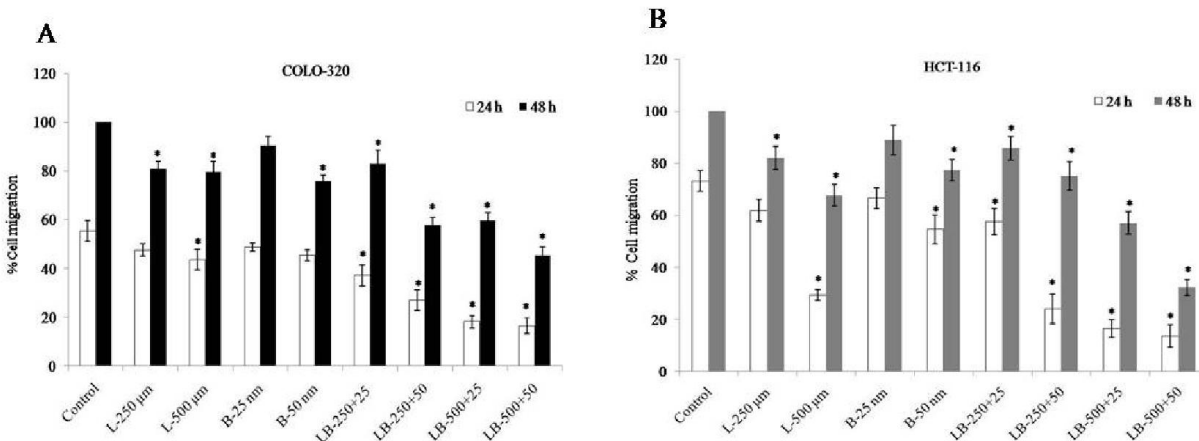 A
COLO-320
24 h 48 h
% Cell migration
120
100
80
60
40
20
0
* * * * * * *
* * * * *
Control L-250 µm L-500 µm B-25 nm B-50 nm LB-250+25 LB-250+50 LB-500+25 LB-500+50
B
HCT-116
24 h 48 h
% Cell migration
120
100
80
60
40
20
0
* * * * * * *
* * * * * *
Control L-250 µm L-500 µm B-25 nm B-50 nm LB-250+25 LB-250+50 LB-500+25 LB-500+50